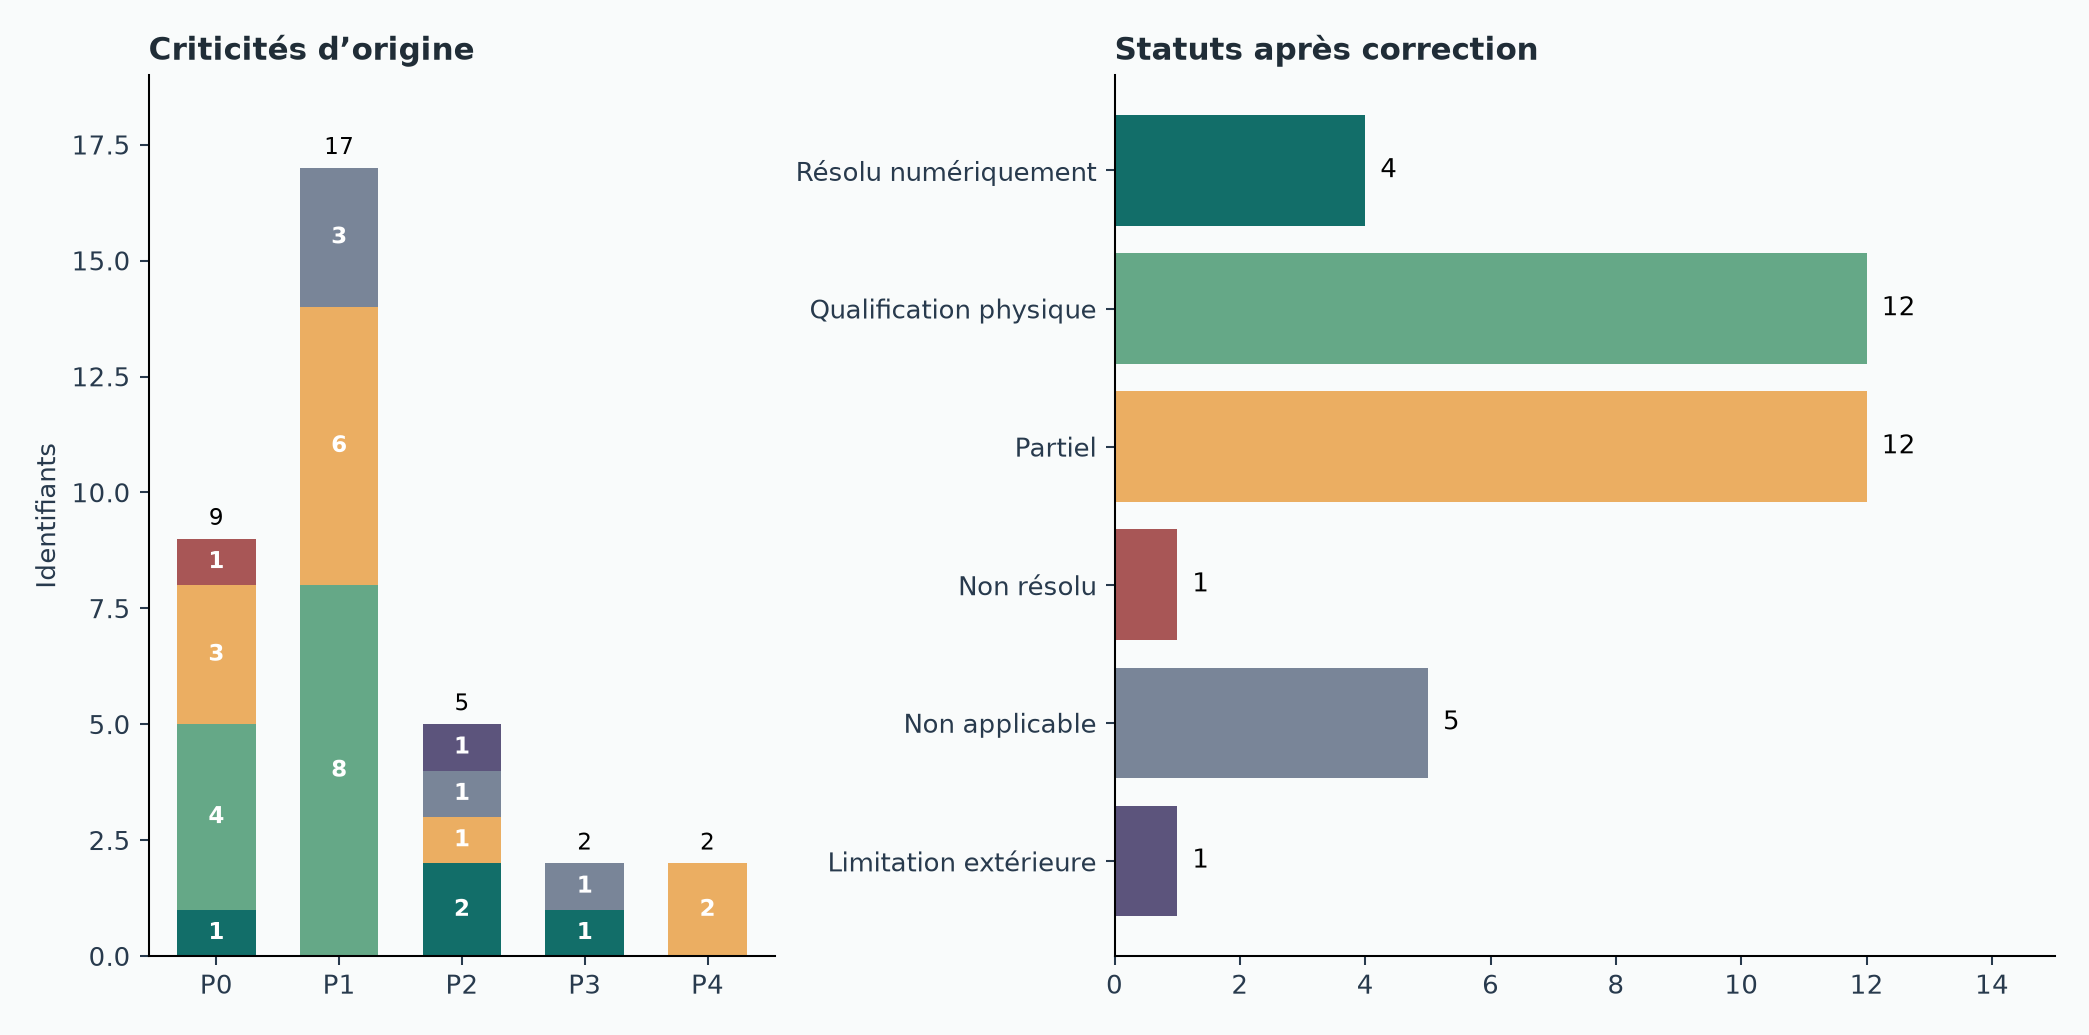 Criticités d’origine
Identifiants
17.5
15.0
12.5
10.0
7.5
5.0
2.5
0.0
9
1
3
4
1
17
3
6
8
5
1
1
1
2
2
1
1
2
2
P0 P1 P2 P3 P4
Statuts après correction
Résolu numériquement 4
Qualification physique 12
Partiel 12
Non résolu 1
Non applicable 5
Limitation extérieure 1
0 2 4 6 8 10 12 14